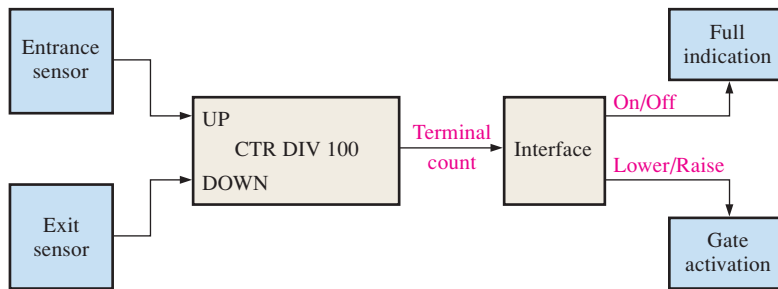 Entrance
sensor
Exit
sensor
UP
CTR DIV 100
DOWN
Terminal
count
Interface
On/Off
Lower/Raise
Full
indication
Gate
activation